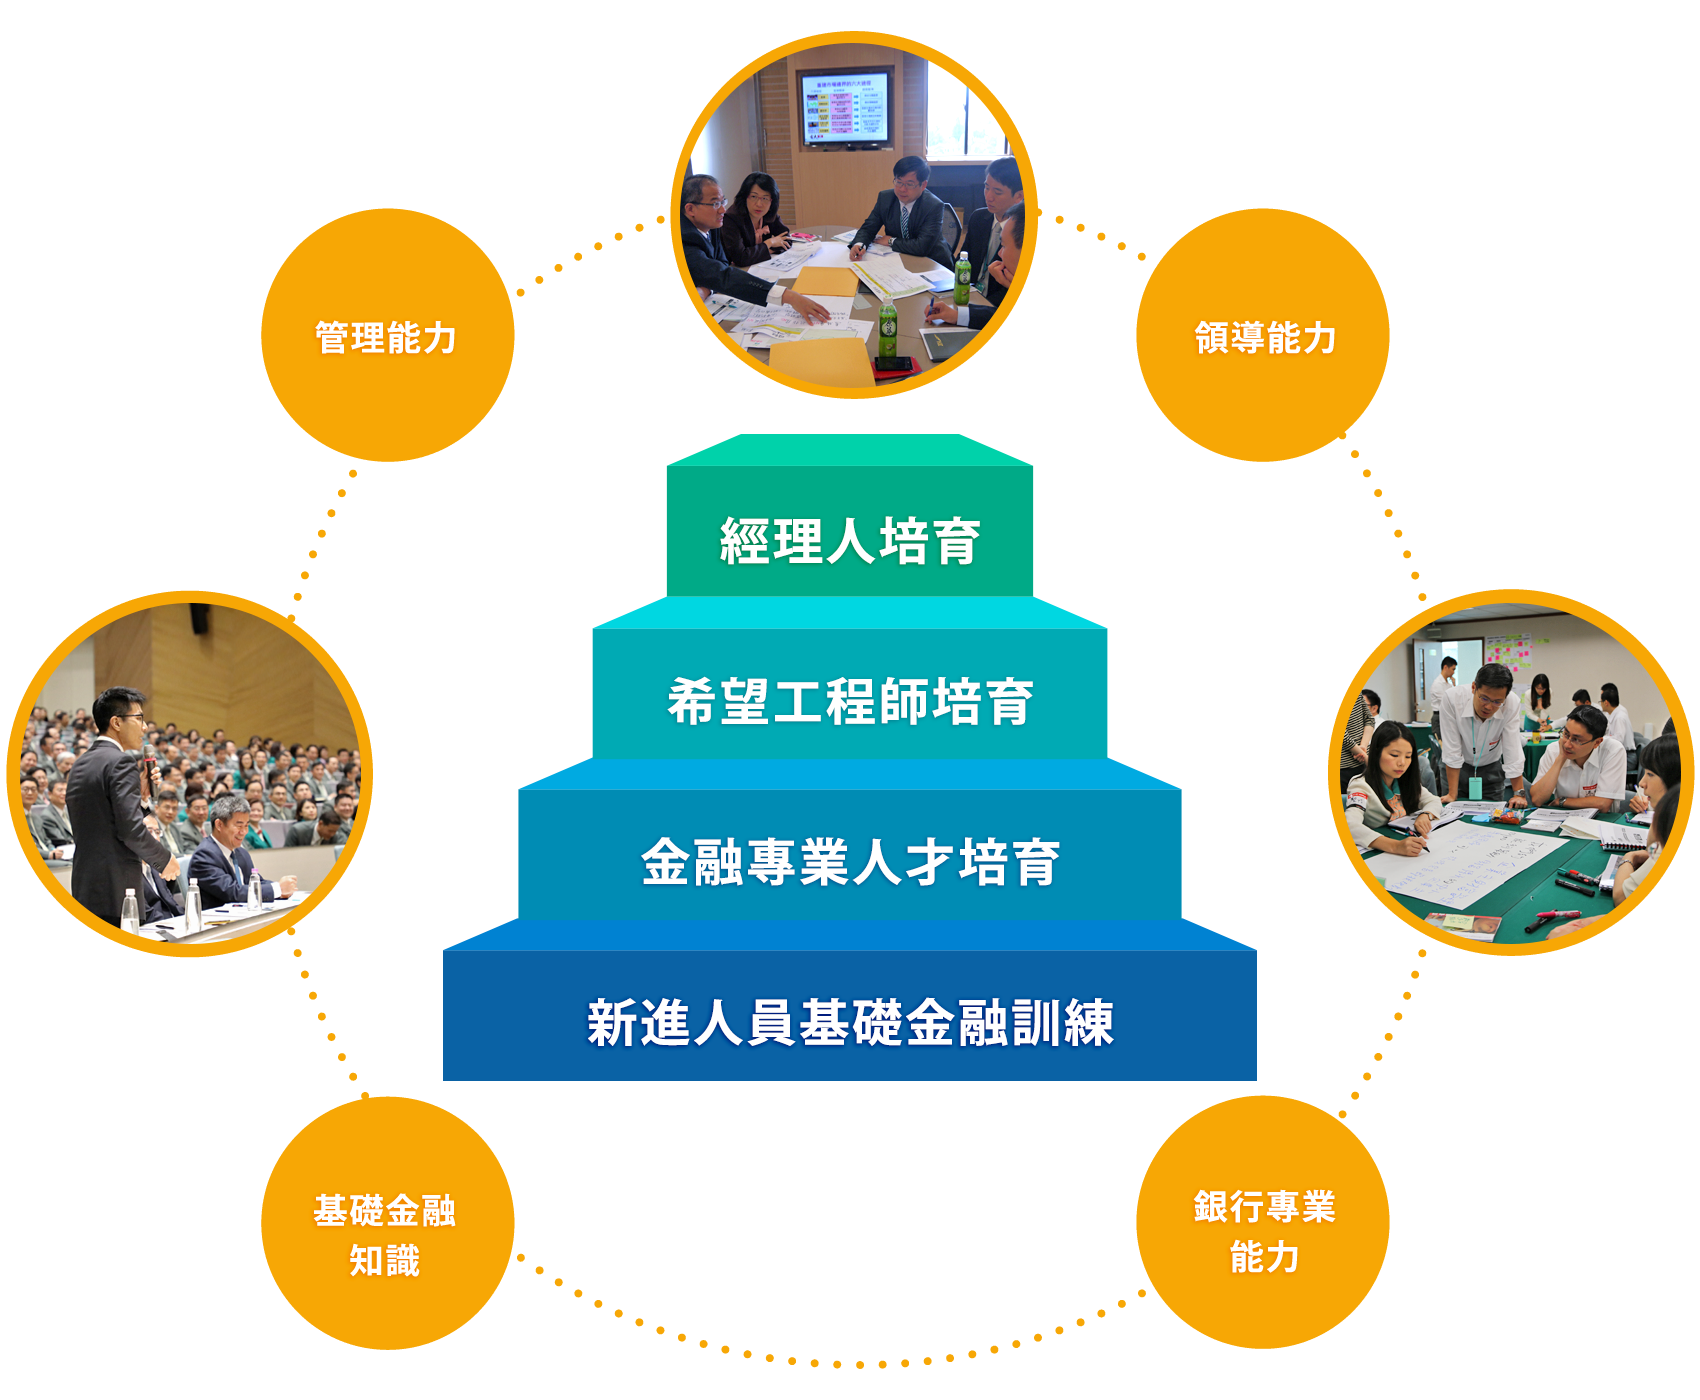 管理能力
領導能力
經理人培育
希望工程師培育
金融專業人才培育
新進人員基礎金融訓練
基礎金融
知識
銀行專業
能力